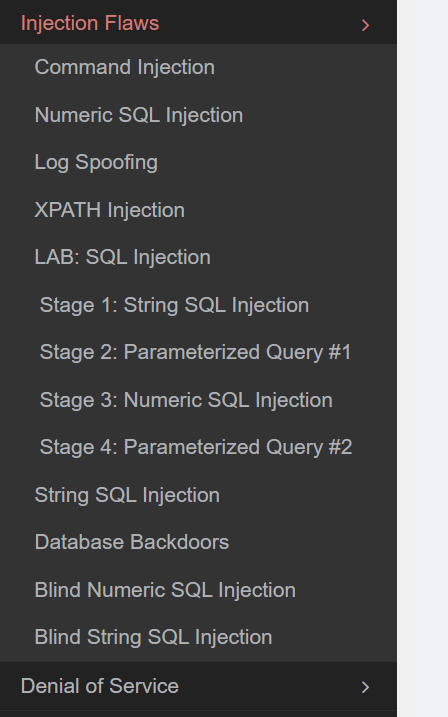 Injection Flaws
Command Injection
Numeric SQL Injection
Log Spoofing
XPATH Injection
LAB: SQL Injection
Stage 1: String SQL Injection
Stage 2: Parameterized Query #1
Stage 3: Numeric SQL Injection
Stage 4: Parameterized Query #2
String SQL Injection
Database Backdoors
Blind Numeric SQL Injection
Blind String SQL Injection
Denial of Service